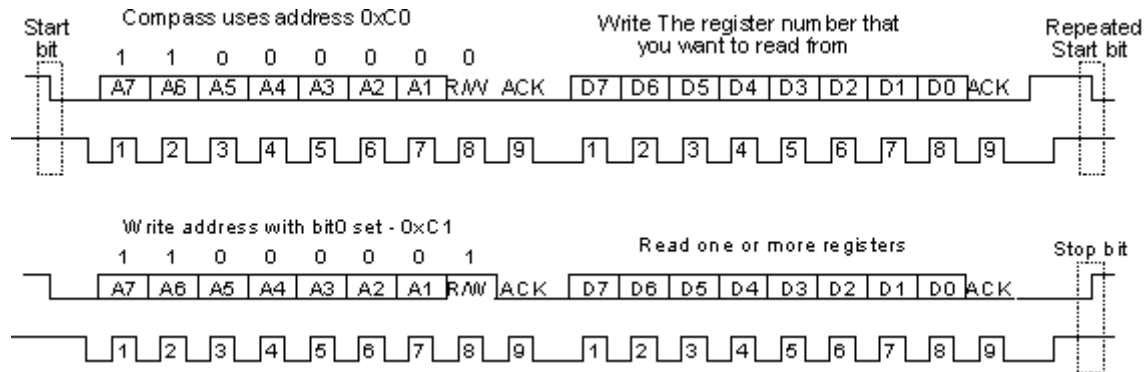 Compass uses address 0xC0
Write The register number that
you want to read from
Start
bit
Repeated
Start bit
1 1 0 0 0 0 0 0
A7 A6 A5 A4 A3 A2 A1 R/W ACK D7 D6 D5 D4 D3 D2 D1 D0 ACK
1 2 3 4 5 6 7 8 9 1 2 3 4 5 6 7 8 9
Write address with bit0 set - 0xC1
Read one or more registers
Stop bit
1 1 0 0 0 0 0 1
A7 A6 A5 A4 A3 A2 A1 R/W ACK D7 D6 D5 D4 D3 D2 D1 D0 ACK
1 2 3 4 5 6 7 8 9 1 2 3 4 5 6 7 8 9